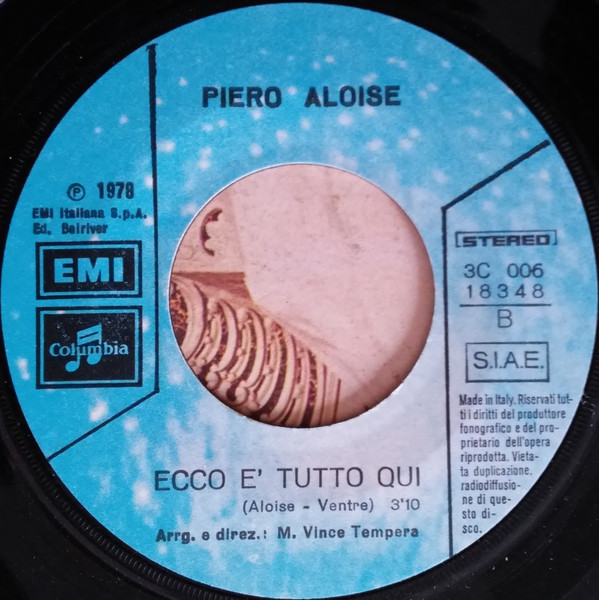 PIERO ALOISE
℗ 1978
EMI Italiana S.p.A.
Ed. Belriver
EMI
Columbia
STEREO
3C 006
18348
B
S.I.A.E.
Made in Italy. Riservati tut-
ti i diritti del produttore
fonografico e del pro-
prietario dell'opera
riprodotta. Vieta-
ta duplicazione,
radiodiffusio-
ne di que-
sto di-
sco.
ECCO E' TUTTO QUI
(Aloise - Ventre) 3'10
Arrg. e direz.: M. Vince Tempera